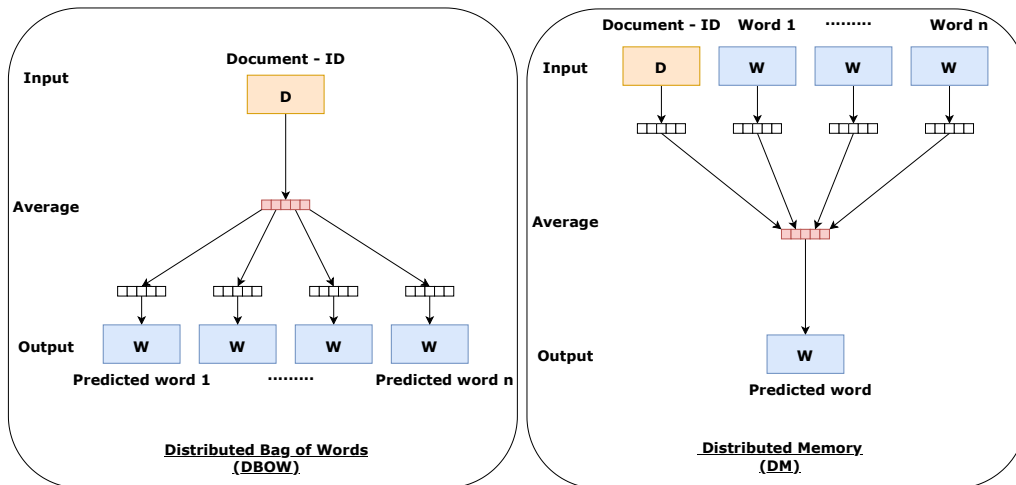 Document - ID
Input
D
Average
Output
W W W W
Predicted word 1 ......... Predicted word n
Distributed Bag of Words
(DBOW)
Document - ID Word 1 ......... Word n
Input
D W W W
Average
Output
W
Predicted word
Distributed Memory
(DM)